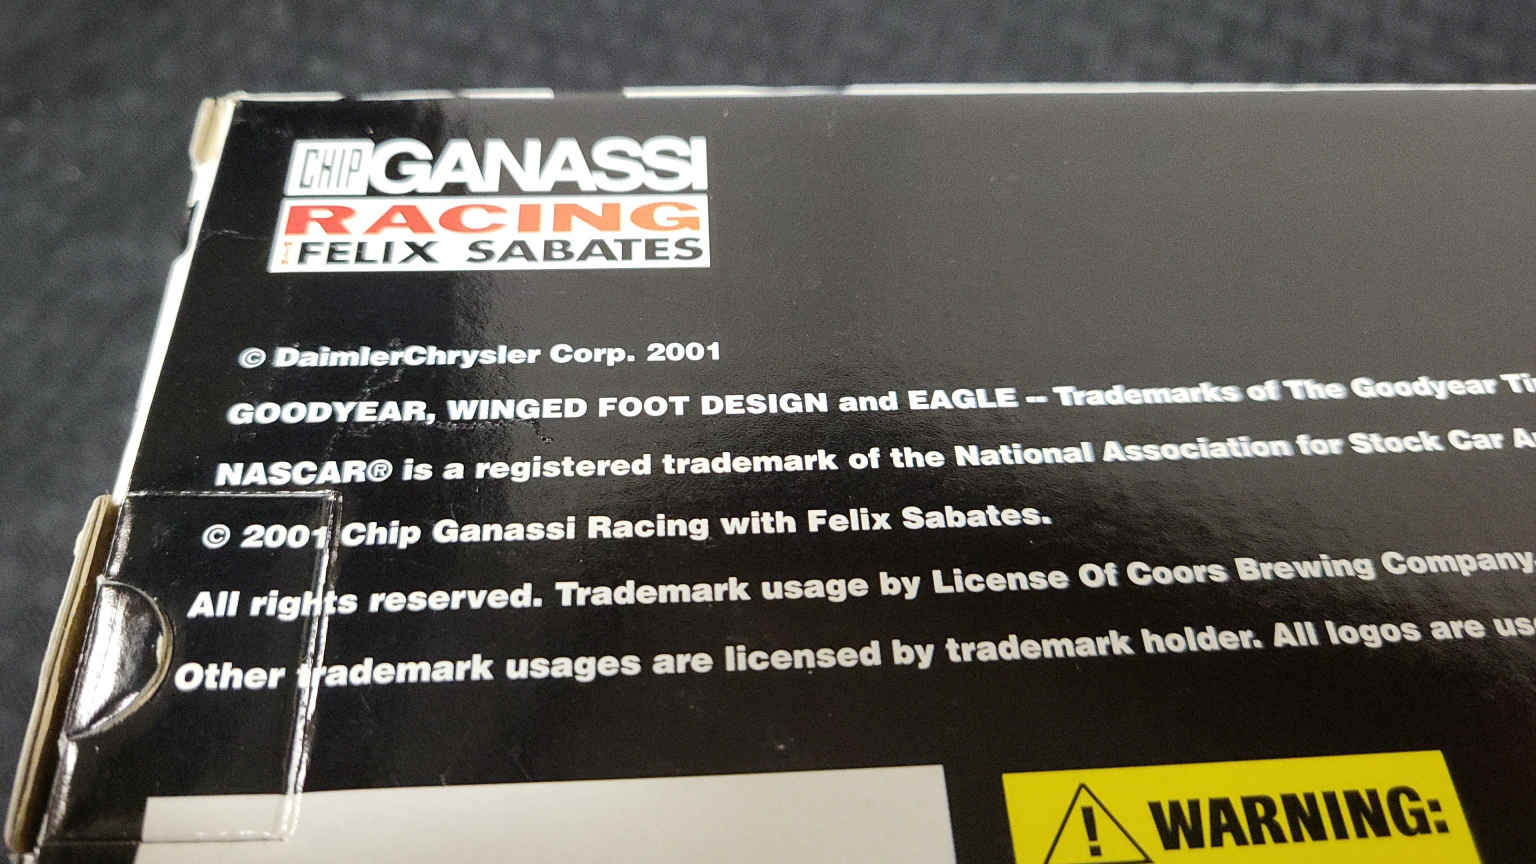 CHIP GANASSI
RACING
with FELIX SABATES
© DaimlerChrysler Corp. 2001
GOODYEAR, WINGED FOOT DESIGN and EAGLE -- Trademarks of The Goodyear Ti
NASCAR® is a registered trademark of the National Association for Stock Car A
© 2001 Chip Ganassi Racing with Felix Sabates.
All rights reserved. Trademark usage by License Of Coors Brewing Company.
Other trademark usages are licensed by trademark holder. All logos are use
! WARNING: